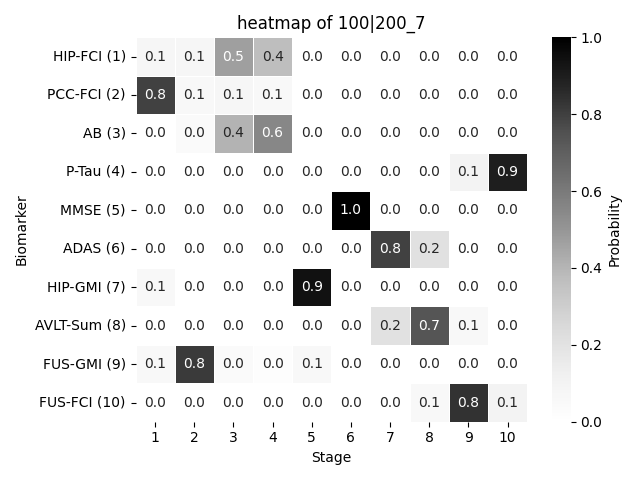 heatmap of 100|200_7
Biomarker
HIP-FCI (1) 0.1 0.1 0.5 0.4 0.0 0.0 0.0 0.0 0.0 0.0
PCC-FCI (2) 0.8 0.1 0.1 0.1 0.0 0.0 0.0 0.0 0.0 0.0
AB (3) 0.0 0.0 0.4 0.6 0.0 0.0 0.0 0.0 0.0 0.0
P-Tau (4) 0.0 0.0 0.0 0.0 0.0 0.0 0.0 0.0 0.1 0.9
MMSE (5) 0.0 0.0 0.0 0.0 0.0 1.0 0.0 0.0 0.0 0.0
ADAS (6) 0.0 0.0 0.0 0.0 0.0 0.0 0.8 0.2 0.0 0.0
HIP-GMI (7) 0.1 0.0 0.0 0.0 0.9 0.0 0.0 0.0 0.0 0.0
AVLT-Sum (8) 0.0 0.0 0.0 0.0 0.0 0.0 0.2 0.7 0.1 0.0
FUS-GMI (9) 0.1 0.8 0.0 0.0 0.1 0.0 0.0 0.0 0.0 0.0
FUS-FCI (10) 0.0 0.0 0.0 0.0 0.0 0.0 0.0 0.1 0.8 0.1
1 2 3 4 5 6 7 8 9 10
Stage
1.0
0.8
0.6
0.4
0.2
0.0
Probability